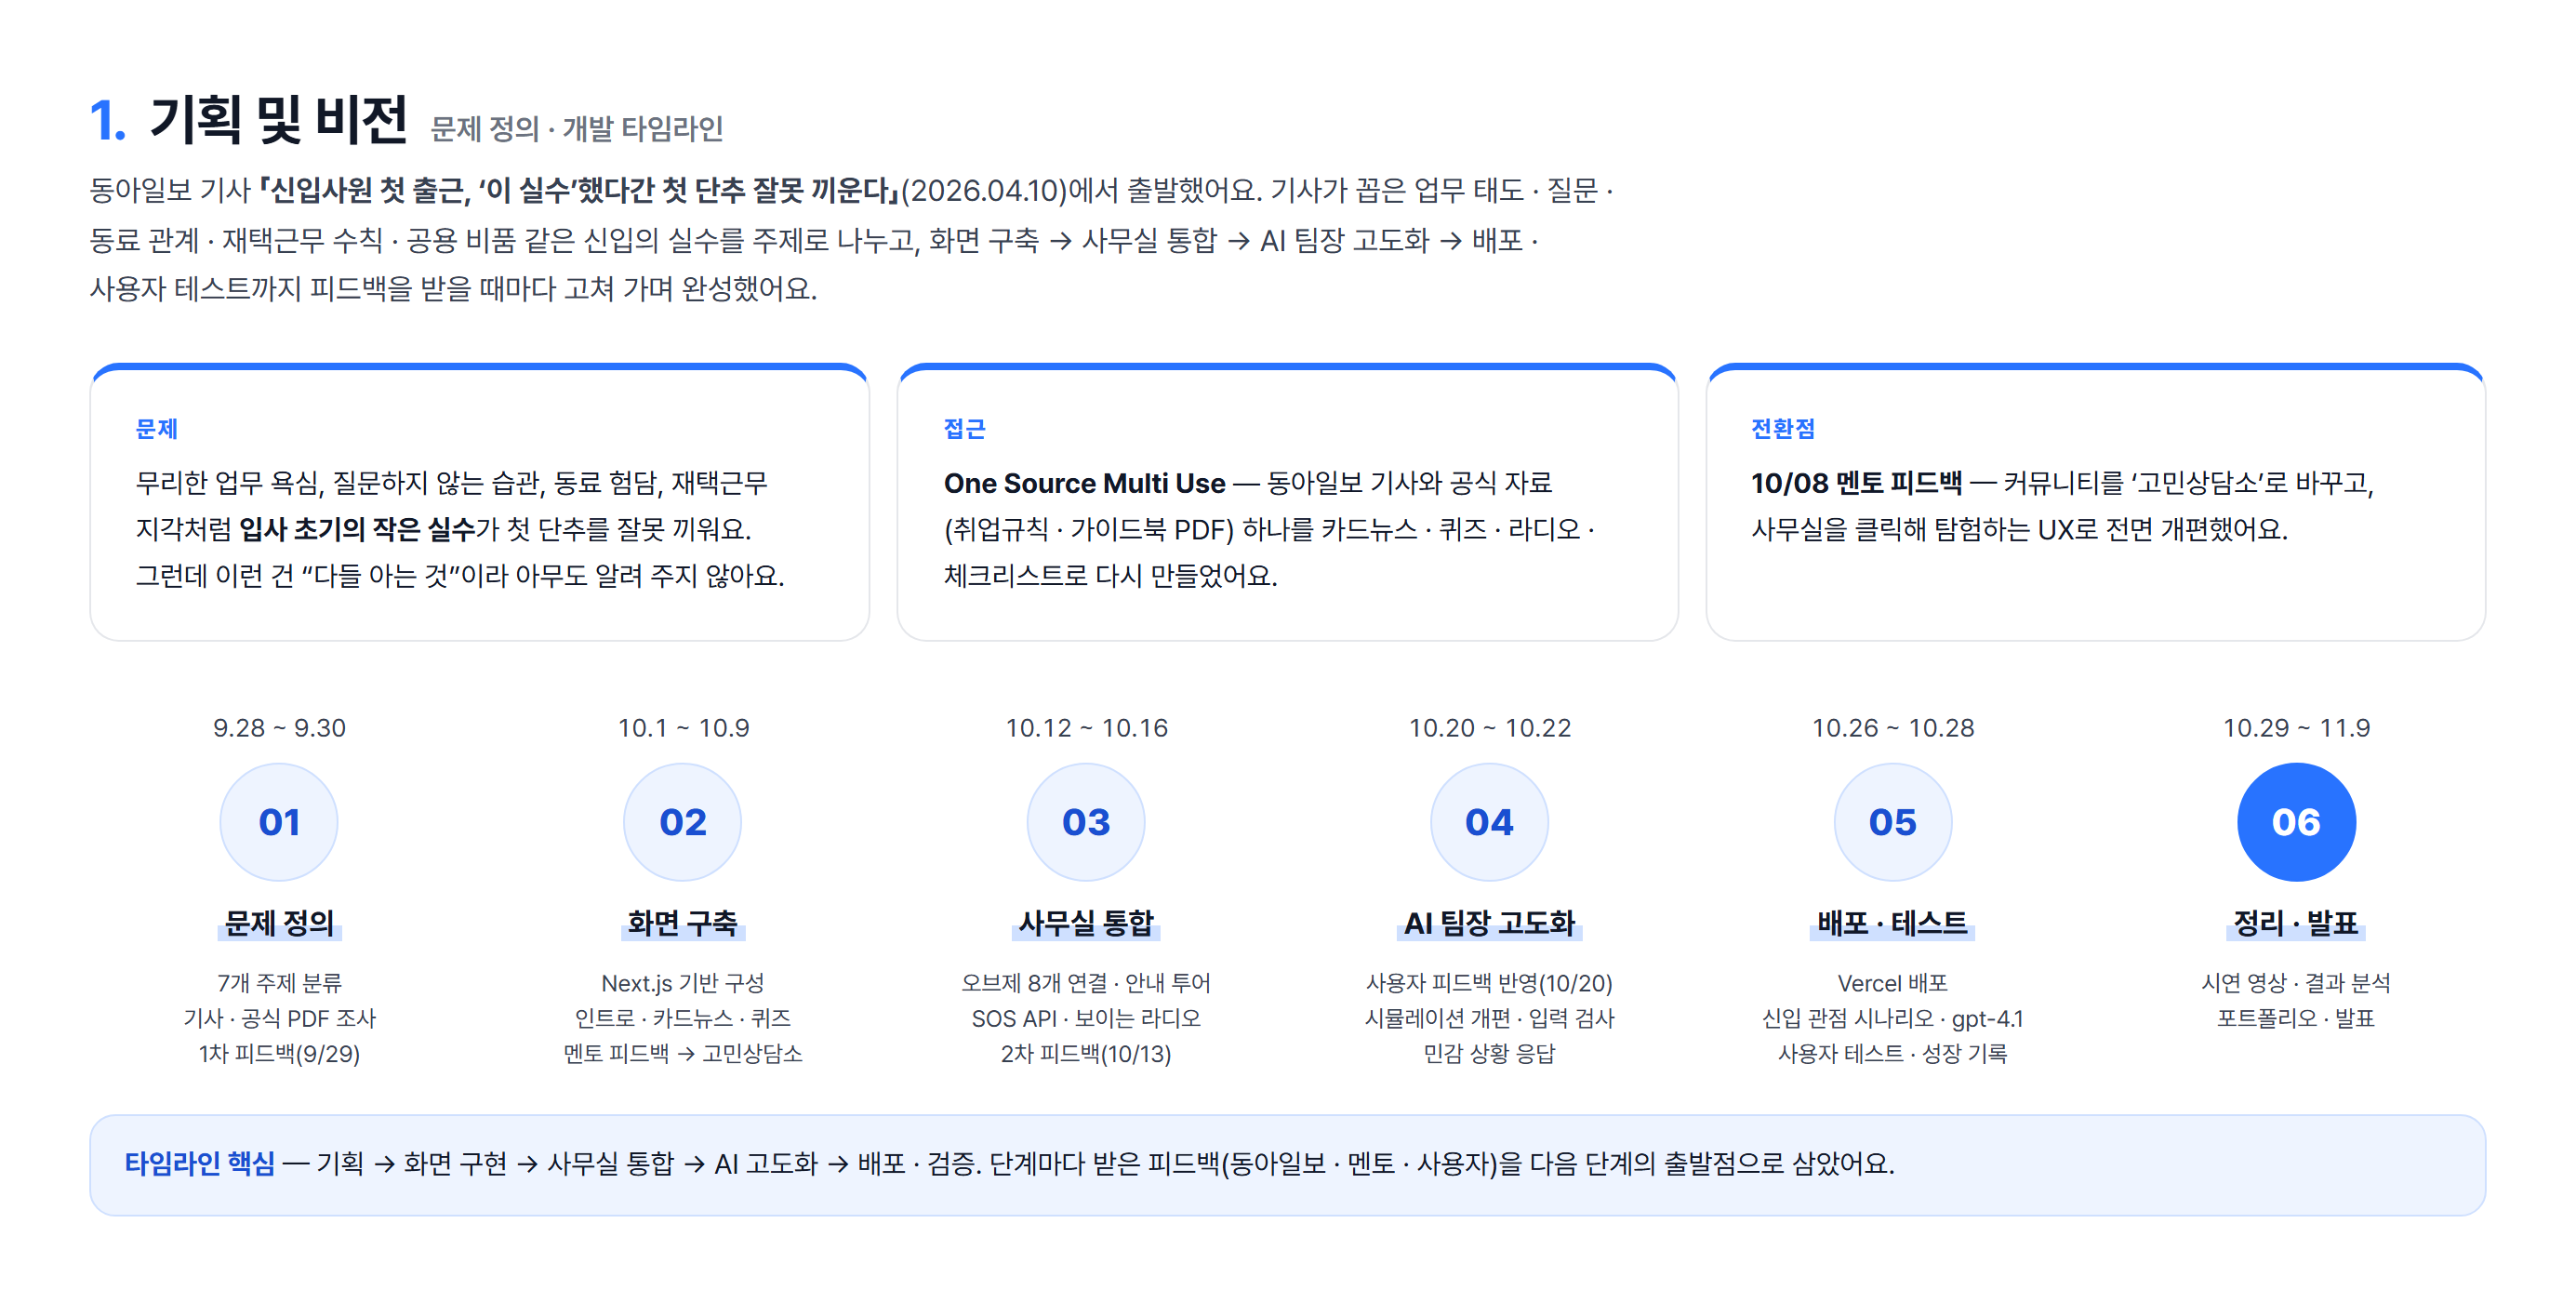 1. 기획 및 비전 문제 정의 · 개발 타임라인
동아일보 기사 『신입사원 첫 출근, ‘이 실수’했다간 첫 단추 잘못 끼운다』(2026.04.10)에서 출발했어요. 기사가 꼽은 업무 태도 · 질문 ·
동료 관계 · 재택근무 수칙 · 공용 비품 같은 신입의 실수를 주제로 나누고, 화면 구축 → 사무실 통합 → AI 팀장 고도화 → 배포 ·
사용자 테스트까지 피드백을 받을 때마다 고쳐 가며 완성했어요.
문제
무리한 업무 욕심, 질문하지 않는 습관, 동료 험담, 재택근무
지각처럼 입사 초기의 작은 실수가 첫 단추를 잘못 끼워요.
그런데 이런 건 “다들 아는 것”이라 아무도 알려 주지 않아요.
접근
One Source Multi Use — 동아일보 기사와 공식 자료
(취업규칙 · 가이드북 PDF) 하나를 카드뉴스 · 퀴즈 · 라디오 ·
체크리스트로 다시 만들었어요.
전환점
10/08 멘토 피드백 — 커뮤니티를 ‘고민상담소’로 바꾸고,
사무실을 클릭해 탐험하는 UX로 전면 개편했어요.
9.28 ~ 9.30
01
문제 정의
7개 주제 분류
기사 · 공식 PDF 조사
1차 피드백(9/29)
10.1 ~ 10.9
02
화면 구축
Next.js 기반 구성
인트로 · 카드뉴스 · 퀴즈
멘토 피드백 → 고민상담소
10.12 ~ 10.16
03
사무실 통합
오브제 8개 연결 · 안내 투어
SOS API · 보이는 라디오
2차 피드백(10/13)
10.20 ~ 10.22
04
AI 팀장 고도화
사용자 피드백 반영(10/20)
시뮬레이션 개편 · 입력 검사
민감 상황 응답
10.26 ~ 10.28
05
배포 · 테스트
Vercel 배포
신입 관점 시나리오 · gpt-4.1
사용자 테스트 · 성장 기록
10.29 ~ 11.9
06
정리 · 발표
시연 영상 · 결과 분석
포트폴리오 · 발표
타임라인 핵심 — 기획 → 화면 구현 → 사무실 통합 → AI 고도화 → 배포 · 검증. 단계마다 받은 피드백(동아일보 · 멘토 · 사용자)을 다음 단계의 출발점으로 삼았어요.